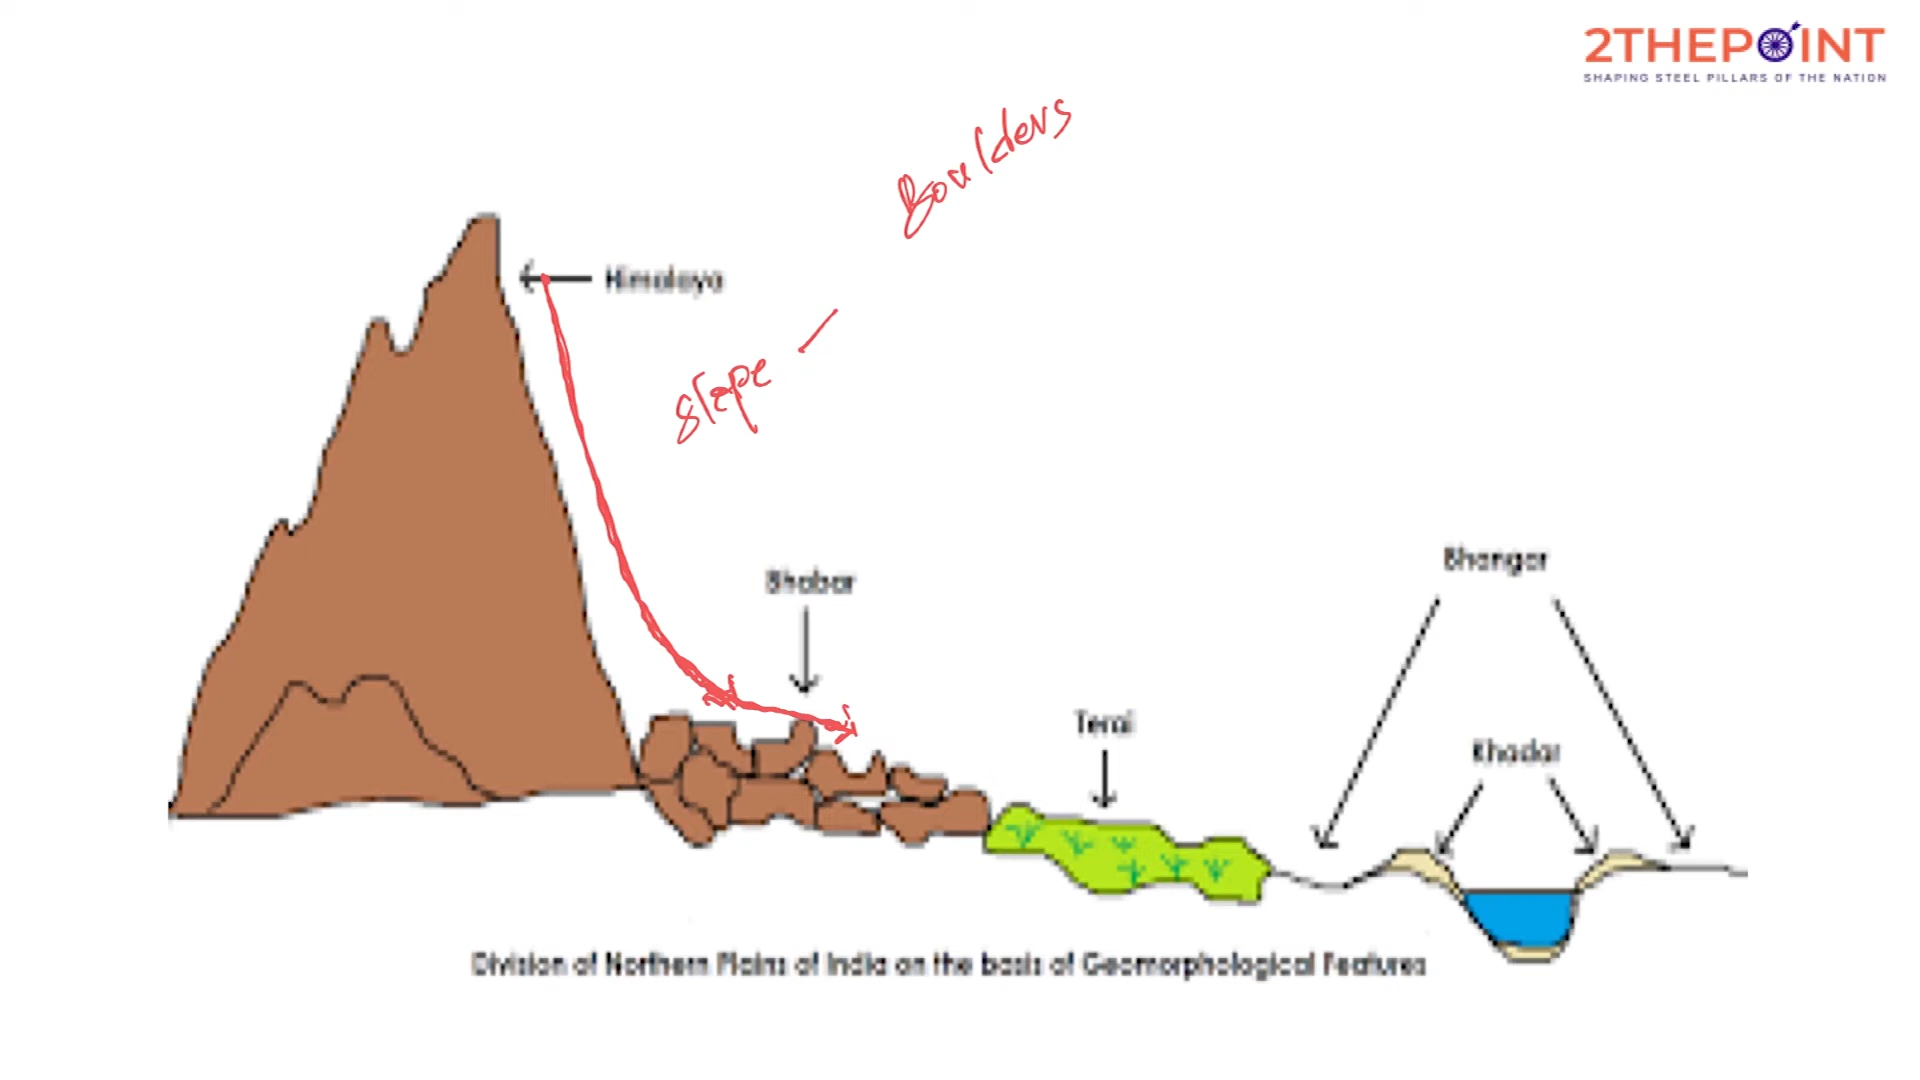 2THEPOINT
SHAPING STEEL PILLARS OF THE NATION
Boulders
Himalaya
Slope -
Bhabar
Bhangar
Terai
Khadar
Division of Northern Plains of India on the basis of Geomorphological Features